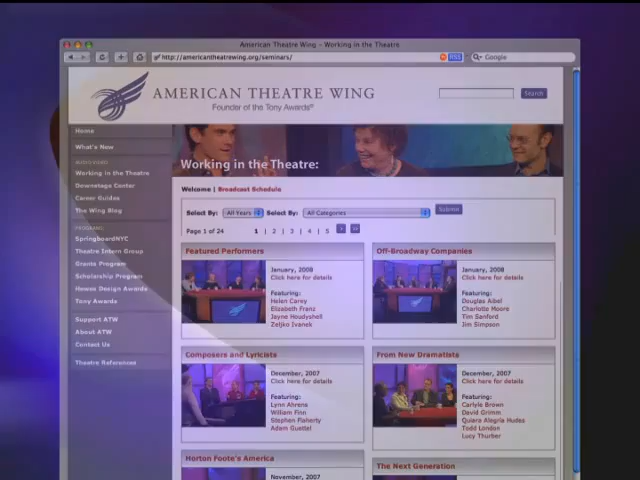 American Theatre Wing - Working in the Theatre
http://americantheatrewing.org/seminars/
RSS
Google
AMERICAN THEATRE WING
Founder of the Tony Awards®
Search
Home
What's New
Working in the Theatre
Downstage Center
Career Guides
The Wing Blog
PROGRAMS
SpringboardNYC
Theatre Intern Group
Grants Program
Scholarship Program
Hewes Design Awards
Tony Awards
Support ATW
About ATW
Contact Us
Theatre References
Working in the Theatre:
Welcome | Broadcast Schedule
Select By: All Years Select By: All Categories Submit
Page 1 of 24 1 | 2 | 3 | 4 | 5 > >>
Featured Performers
January, 2008
Click here for details
Featuring:
Helen Carey
Elizabeth Franz
Jayne Houdyshell
Zeljko Ivanek
Off-Broadway Companies
January, 2008
Click here for details
Featuring:
Douglas Aibel
Charlotte Moore
Tim Sanford
Jim Simpson
Composers and Lyricists
December, 2007
Click here for details
Featuring:
Lynn Ahrens
William Finn
Stephen Flaherty
Adam Guettel
From New Dramatists
December, 2007
Click here for details
Featuring:
Carlyle Brown
David Grimm
Quiara Alegria Hudes
Todd London
Lucy Thurber
Horton Foote's America
November, 2007
The Next Generation